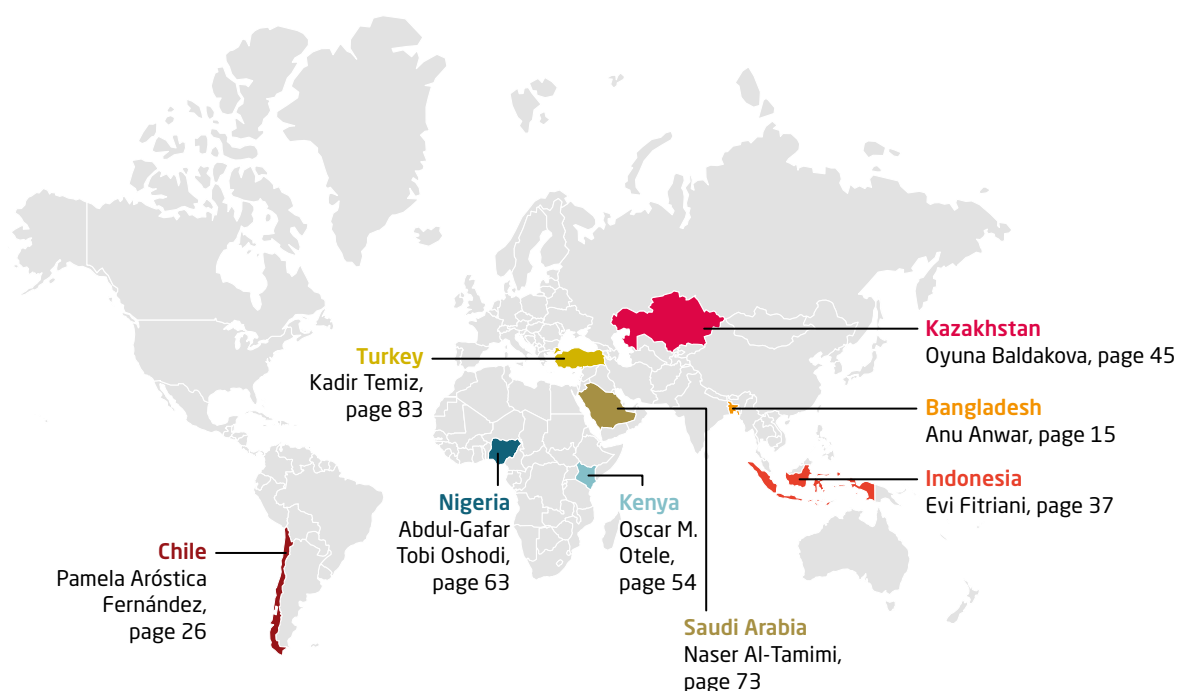 Kazakhstan
Oyuna Baldakova, page 45
Turkey
Kadir Temiz,
page 83
Bangladesh
Anu Anwar, page 15
Indonesia
Evi Fitriani, page 37
Nigeria
Abdul-Gafar
Tobi Oshodi,
page 63
Kenya
Oscar M.
Otele,
page 54
Chile
Pamela Aróstica
Fernández,
page 26
Saudi Arabia
Naser Al-Tamimi,
page 73